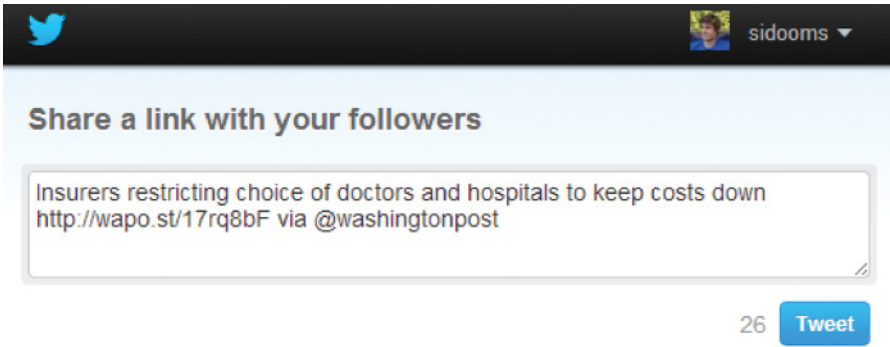 sidooms
Share a link with your followers
Insurers restricting choice of doctors and hospitals to keep costs down
http://wapo.st/17rq8bF via @washingtonpost
26
Tweet